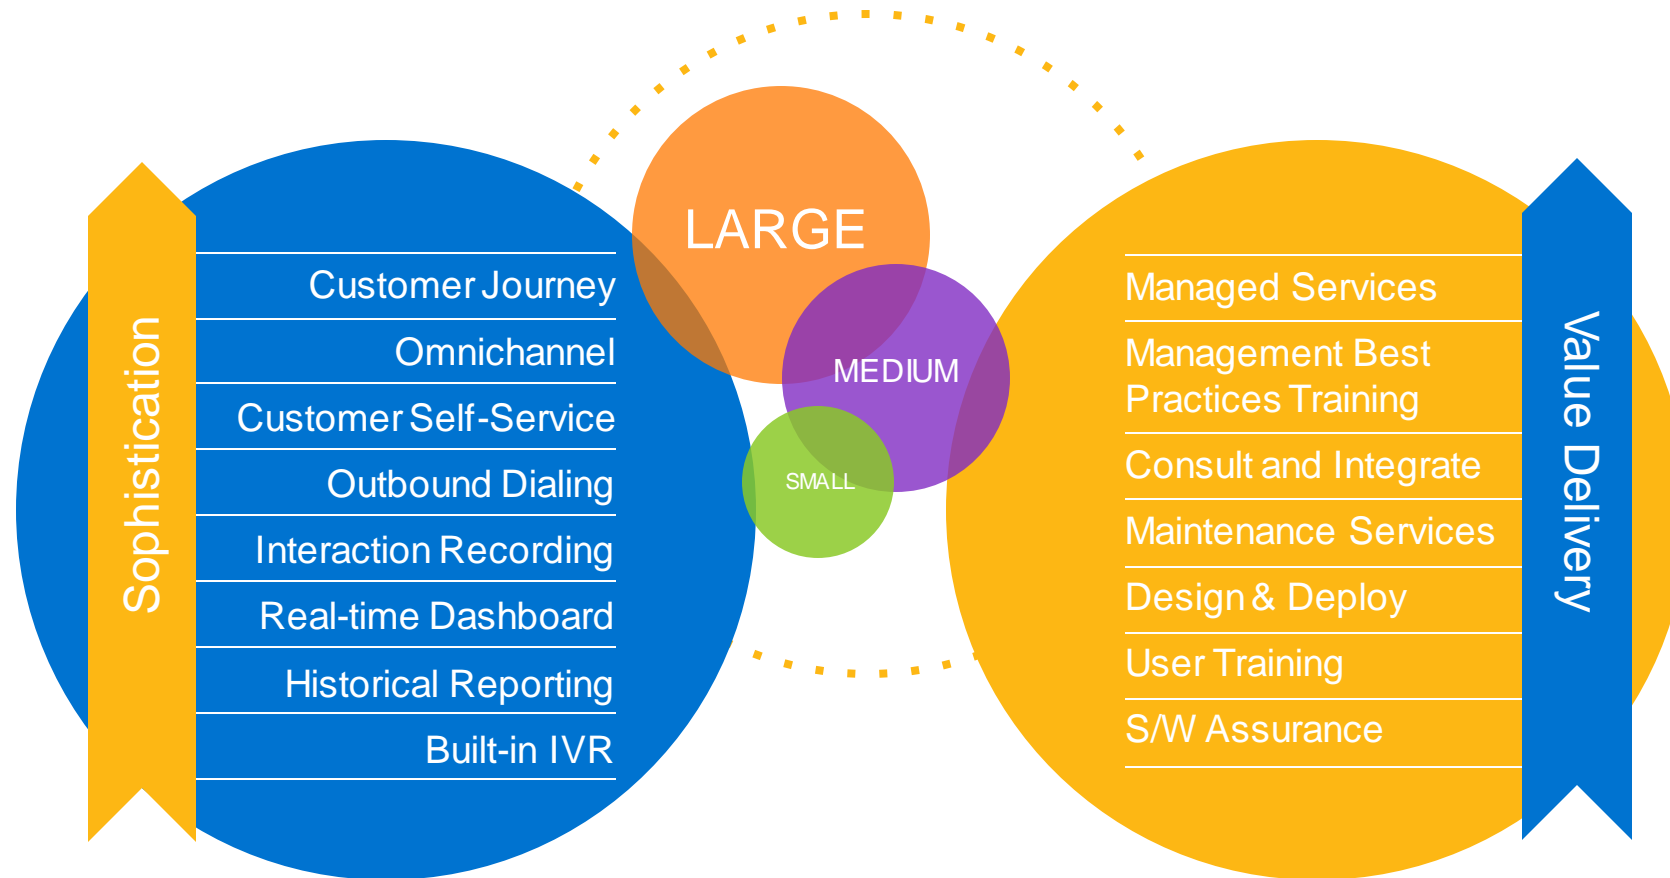 Sophistication
Customer Journey
Omnichannel
Customer Self-Service
Outbound Dialing
Interaction Recording
Real-time Dashboard
Historical Reporting
Built-in IVR
LARGE
MEDIUM
SMALL
Managed Services
Management Best
Practices Training
Consult and Integrate
Maintenance Services
Design & Deploy
User Training
S/W Assurance
Value Delivery